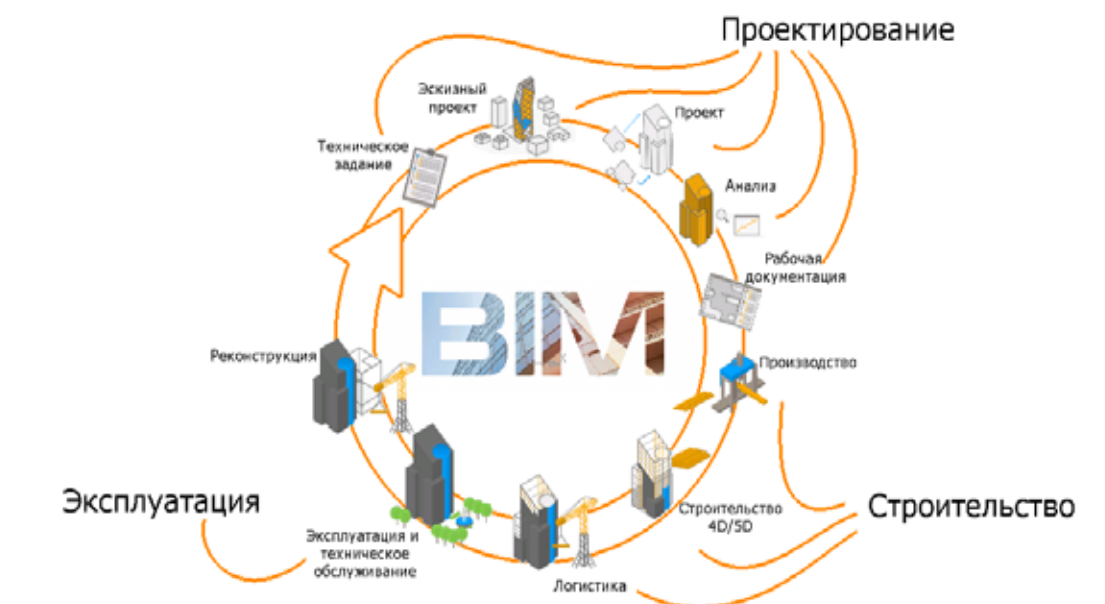 Проектирование
Эскизный
проект
Проект
Техническое
задание
Анализ
Рабочая
документация
BIM
Реконструкция
Производство
Эксплуатация
Строительство
Строительство
4D/5D
Эксплуатация и
техническое
обслуживание
Логистика